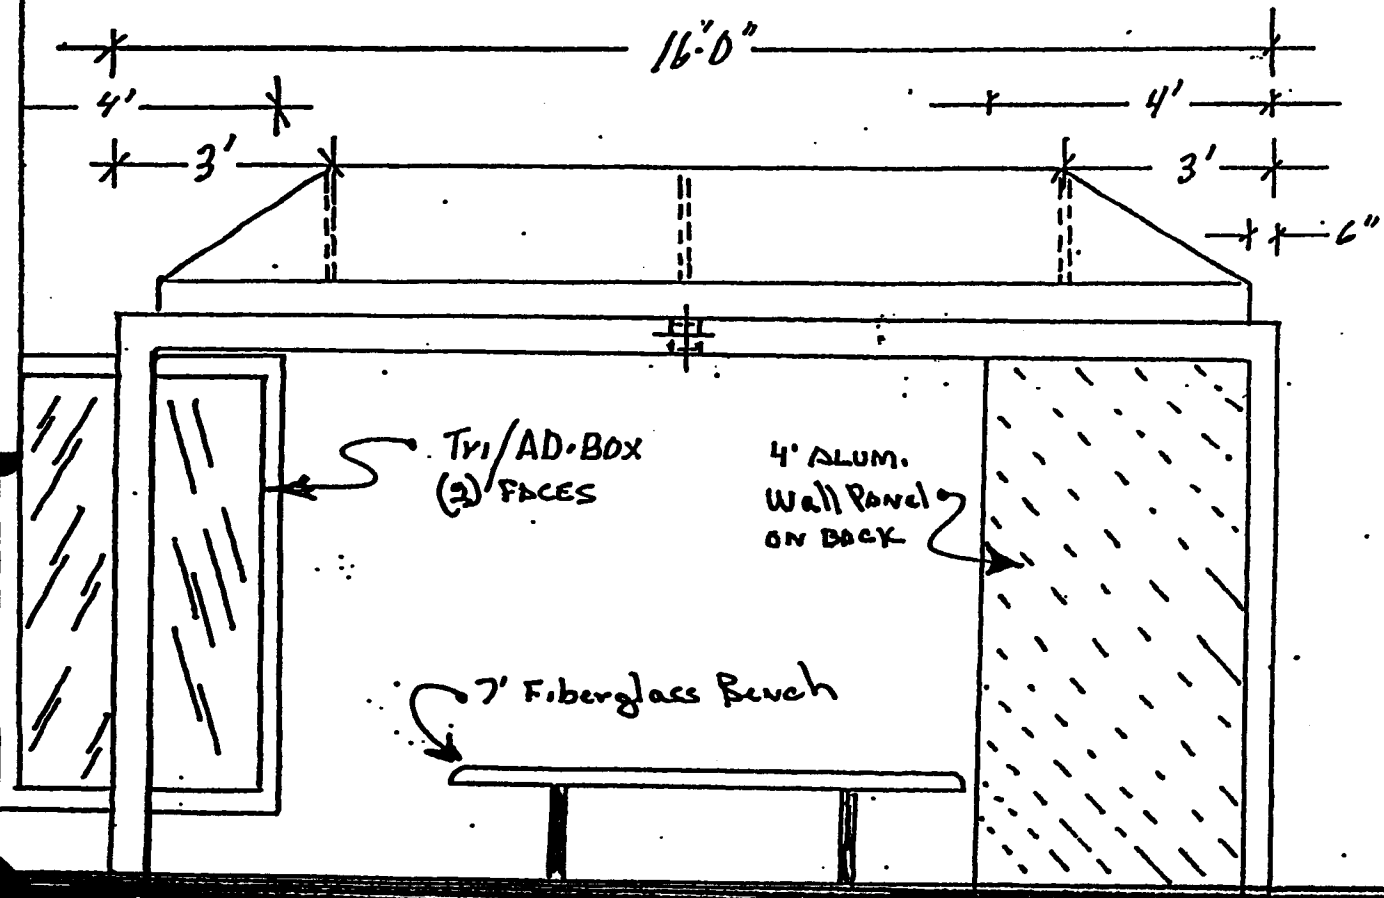 16'-0"
4'
4'
3'
3'
6"
Tri/AD-BOX
(2) FACES
4' ALUM.
Wall Panel
ON BACK
7' Fiberglass Bench